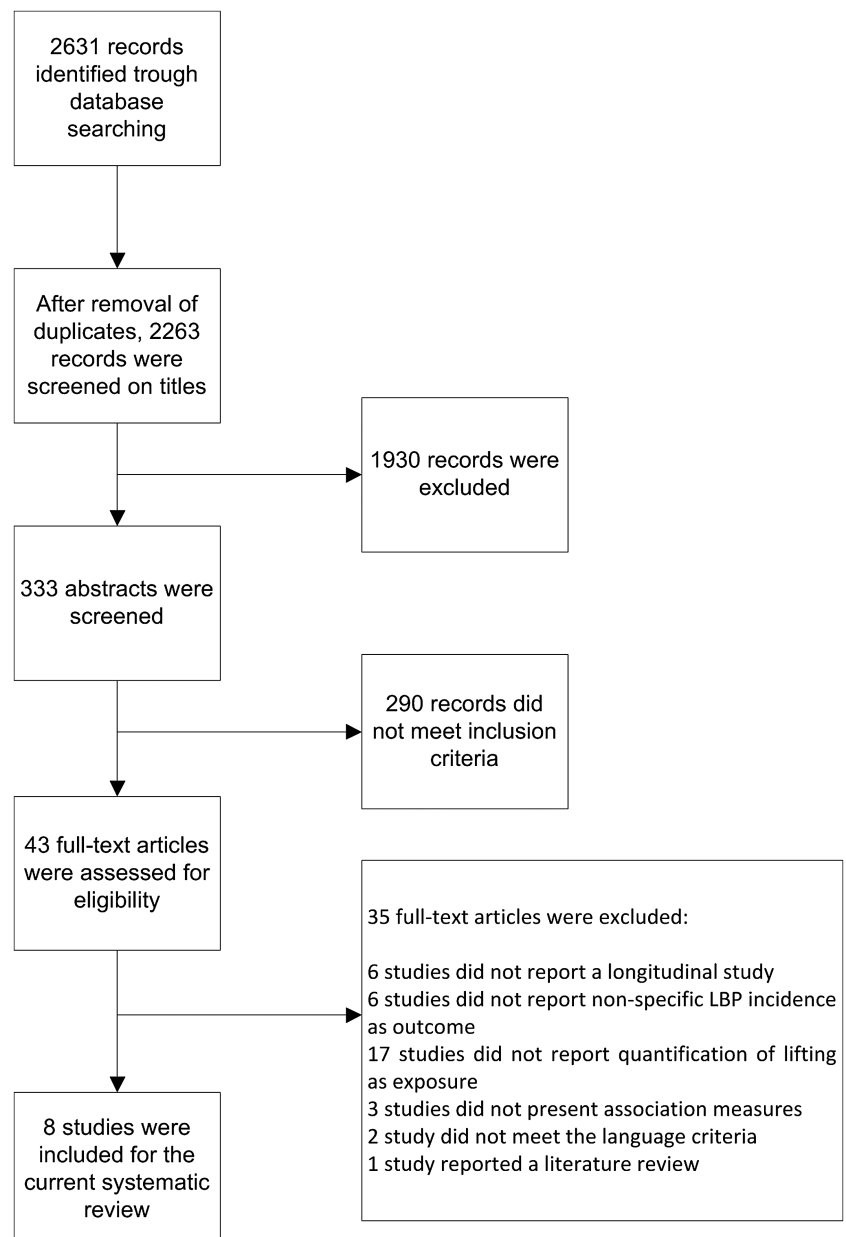 2631 records
identified trough
database
searching
After removal of
duplicates, 2263
records were
screened on titles
1930 records were
excluded
333 abstracts were
screened
290 records did
not meet inclusion
criteria
43 full-text articles
were assessed for
eligibility
35 full-text articles were excluded:
6 studies did not report a longitudinal study
6 studies did not report non-specific LBP incidence
as outcome
17 studies did not report quantification of lifting
as exposure
3 studies did not present association measures
2 study did not meet the language criteria
1 study reported a literature review
8 studies were
included for the
current systematic
review